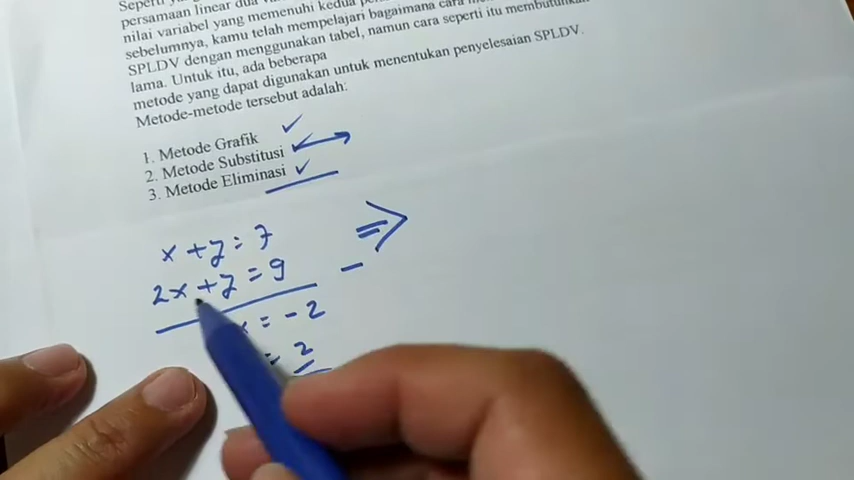 Seperti
persamaan linear dua
nilai variabel yang memenuhi kedua
sebelumnya, kamu telah mempelajari bagaimana cara
SPLDV dengan menggunakan tabel, namun cara seperti itu membutuhkan
lama. Untuk itu, ada beberapa
metode yang dapat digunakan untuk menentukan penyelesaian SPLDV.
Metode-metode tersebut adalah:
1. Metode Grafik ✓
2. Metode Substitusi ✓
3. Metode Eliminasi ✓
x + y = 7 ⇒
2x + y = 9 -
= -2
= 2